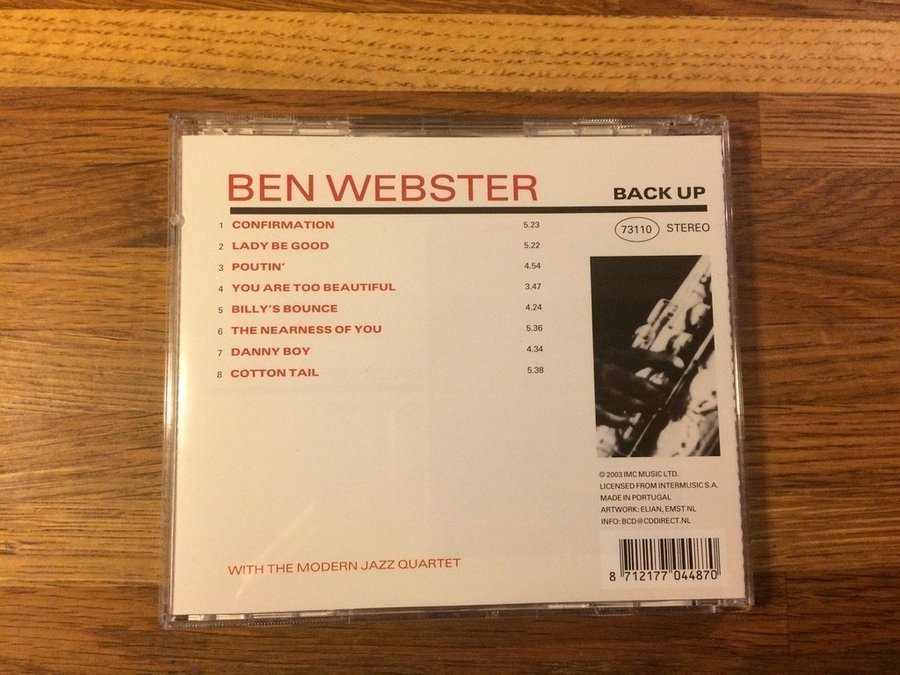 BEN WEBSTER
BACK UP
73110 STEREO
1 CONFIRMATION 5.23
2 LADY BE GOOD 5.22
3 POUTIN' 4.54
4 YOU ARE TOO BEAUTIFUL 3.47
5 BILLY'S BOUNCE 4.24
6 THE NEARNESS OF YOU 5.36
7 DANNY BOY 4.34
8 COTTON TAIL 5.38
© 2003 IMC MUSIC LTD.
LICENSED FROM INTERMUSIC S.A.
MADE IN PORTUGAL
ARTWORK: ELIAN, EMST NL
INFO: BCD@CDDIRECT.NL
WITH THE MODERN JAZZ QUARTET
8 712177 044870